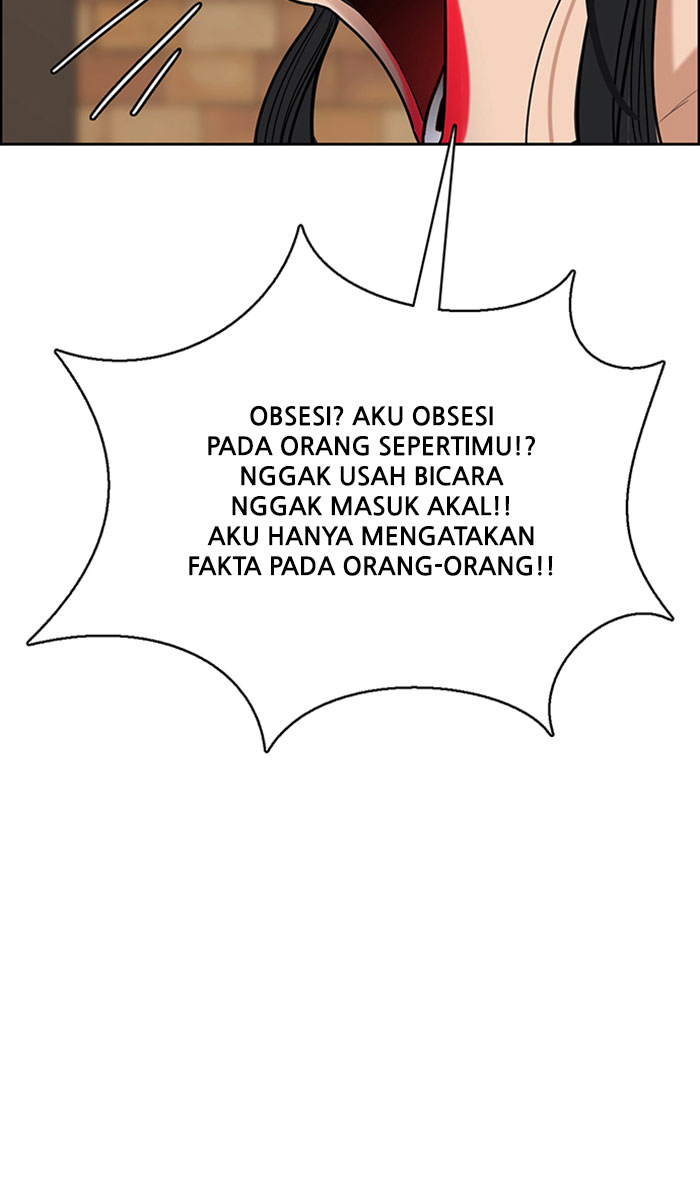 OBSESI? AKU OBSESI
PADA ORANG SEPERTIMU!?
NGGAK USAH BICARA
NGGAK MASUK AKAL!!
AKU HANYA MENGATAKAN
FAKTA PADA ORANG-ORANG!!